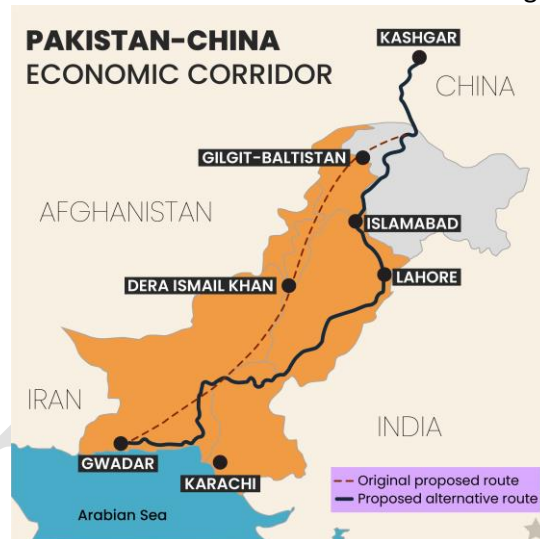 PAKISTAN-CHINA
ECONOMIC CORRIDOR
KASHGAR
CHINA
GILGIT-BALTISTAN
AFGHANISTAN
ISLAMABAD
LAHORE
DERA ISMAIL KHAN
IRAN
INDIA
GWADAR
KARACHI
Original proposed route
Proposed alternative route
Arabian Sea